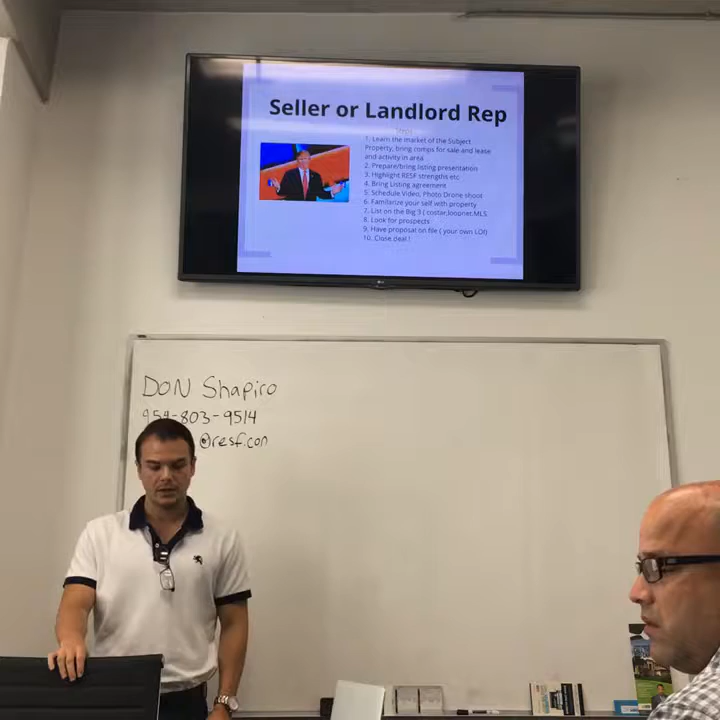 Seller or Landlord Rep
Steps
1. Learn the market of the Subject
Property, bring comps for sale and lease
and activity in area
2. Prepare/bring listing presentation
3. Highlight RESF strengths etc
4. Bring Listing agreement
5. Schedule Video, Photo Drone shoot
6. Familarize your self with property
7. List on the Big 3 ( costar,loopnet,MLS
8. Look for prospects
9. Have proposal on file ( your own LOI)
10. Close deal !
LG
DON Shapiro
954-803-9514
@resf.com